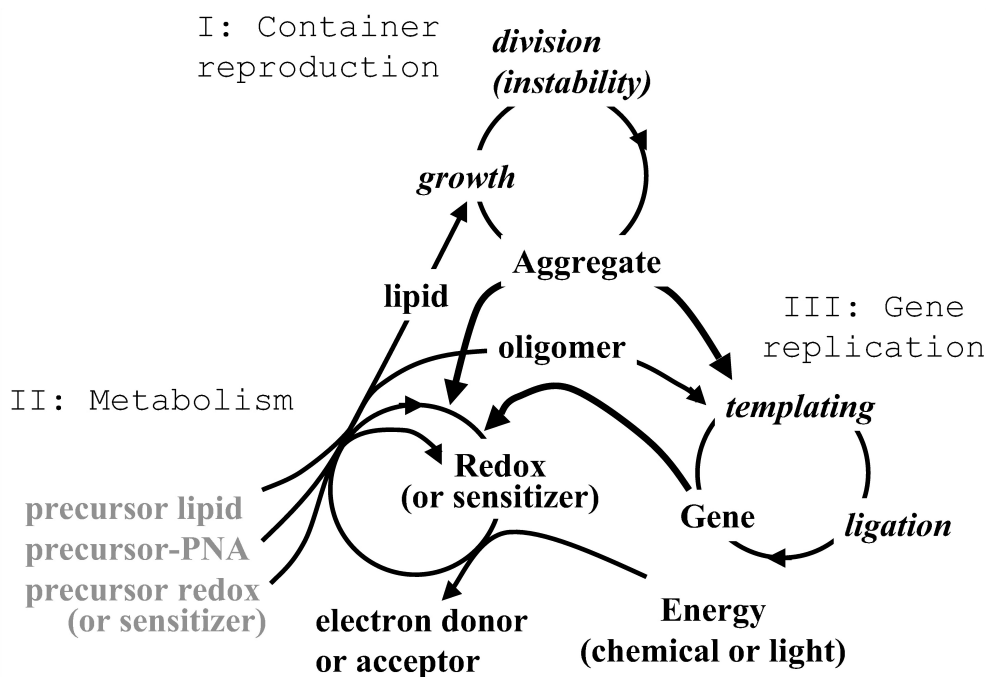 I: Container
reproduction
division
(instability)
growth
Aggregate
lipid
III: Gene
replication
oligomer
II: Metabolism
templating
Redox
(or sensitizer)
precursor lipid
Gene
ligation
precursor-PNA
precursor redox
(or sensitizer)
Energy
(chemical or light)
electron donor
or acceptor